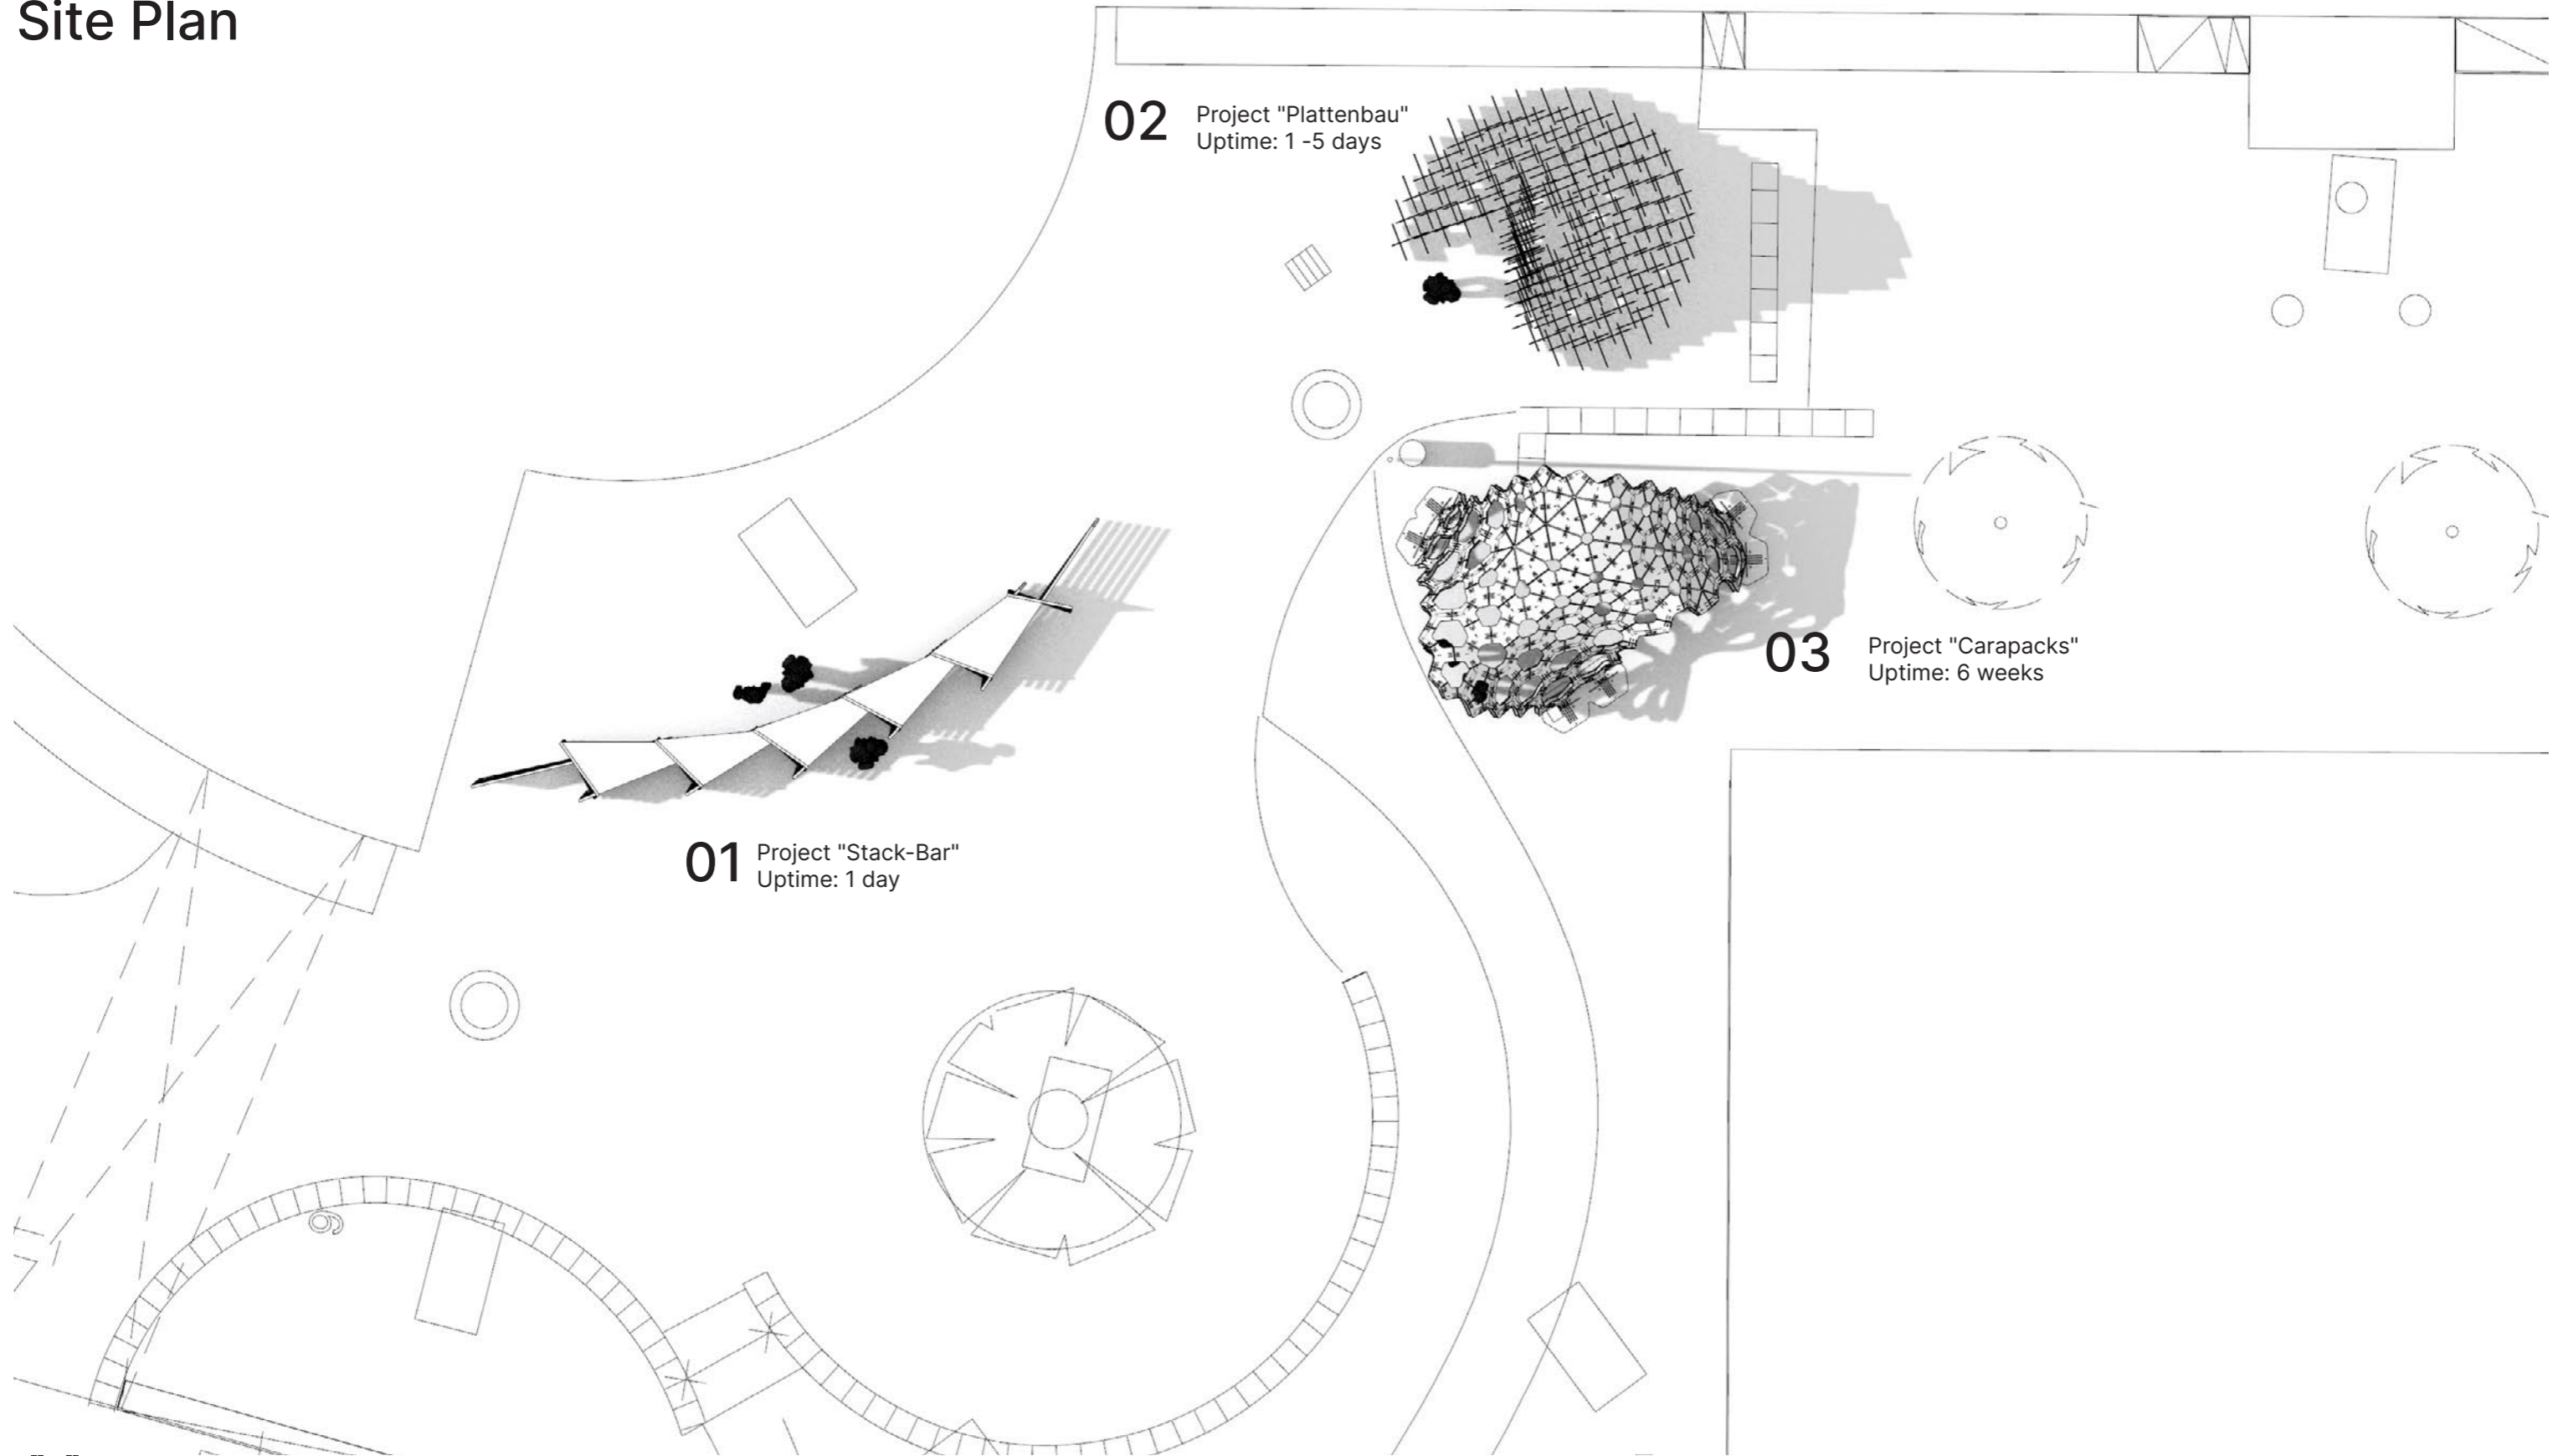 Site Plan
02
Project "Plattenbau"
Uptime: 1 -5 days
03
Project "Carapacks"
Uptime: 6 weeks
01
Project "Stack-Bar"
Uptime: 1 day